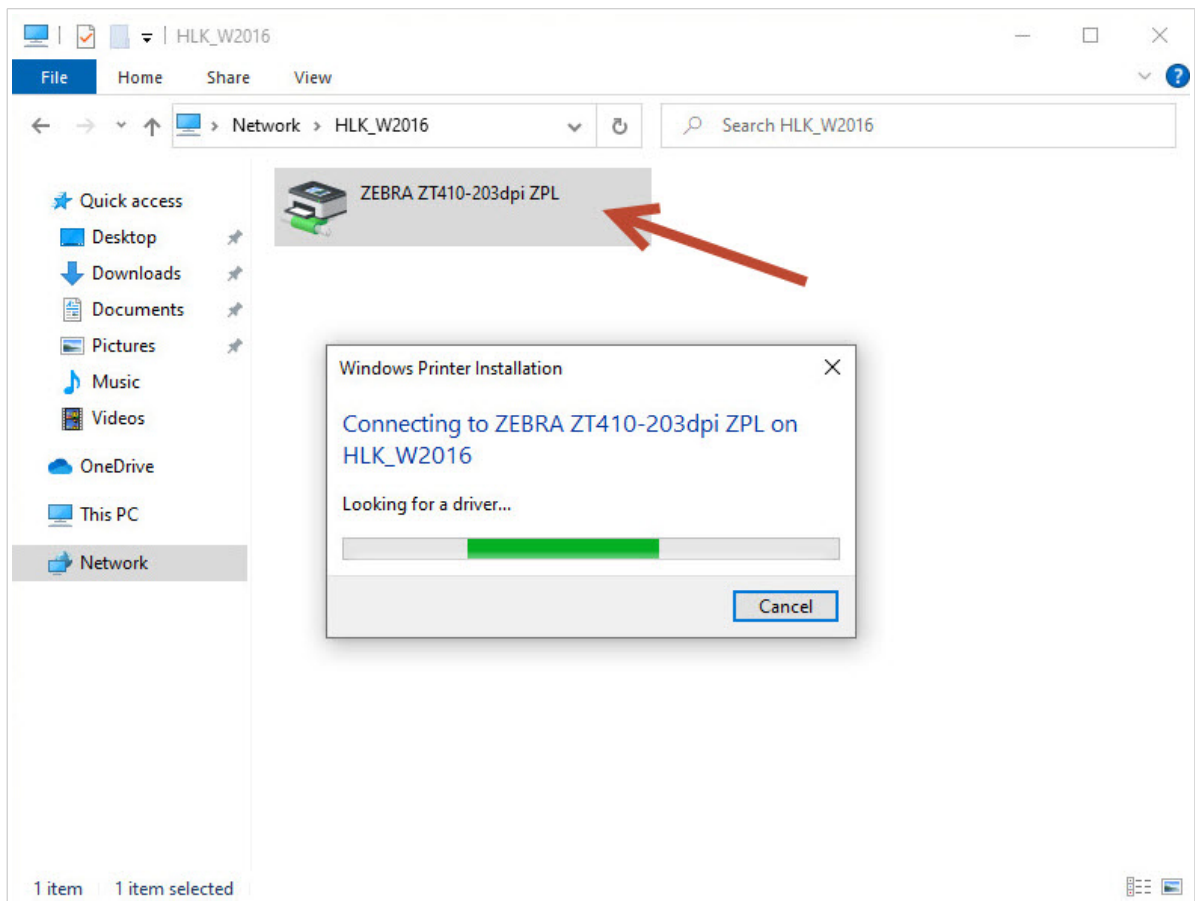 HLK_W2016
File Home Share View
Network HLK_W2016 Search HLK_W2016
Quick access
Desktop
Downloads
Documents
Pictures
Music
Videos
OneDrive
This PC
Network
ZEBRA ZT410-203dpi ZPL
Windows Printer Installation
Connecting to ZEBRA ZT410-203dpi ZPL on
HLK_W2016
Looking for a driver...
Cancel
1 item 1 item selected